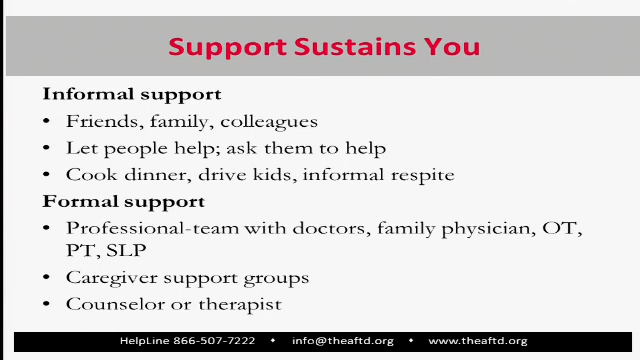 Support Sustains You
Informal support
• Friends, family, colleagues
• Let people help; ask them to help
• Cook dinner, drive kids, informal respite
Formal support
• Professional-team with doctors, family physician, OT,
PT, SLP
• Caregiver support groups
• Counselor or therapist
HelpLine 866-507-7222 • info@theaftd.org • www.theaftd.org